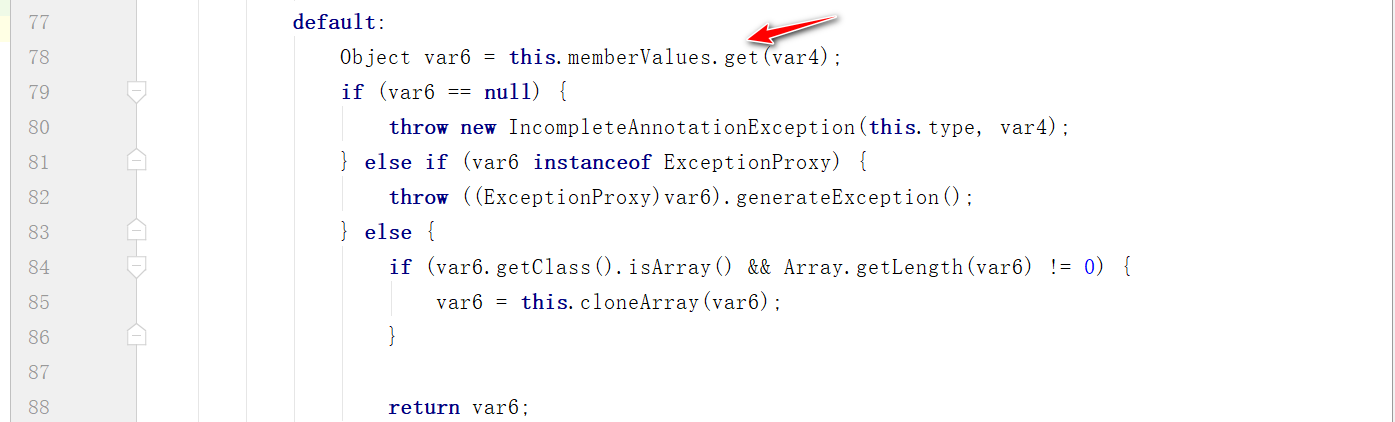 77 default:
78 Object var6 = this.memberValues.get(var4);
79 if (var6 == null) {
80 throw new IncompleteAnnotationException(this.type, var4);
81 } else if (var6 instanceof ExceptionProxy) {
82 throw ((ExceptionProxy)var6).generateException();
83 } else {
84 if (var6.getClass().isArray() && Array.getLength(var6) != 0) {
85 var6 = this.cloneArray(var6);
86 }
87
88 return var6;